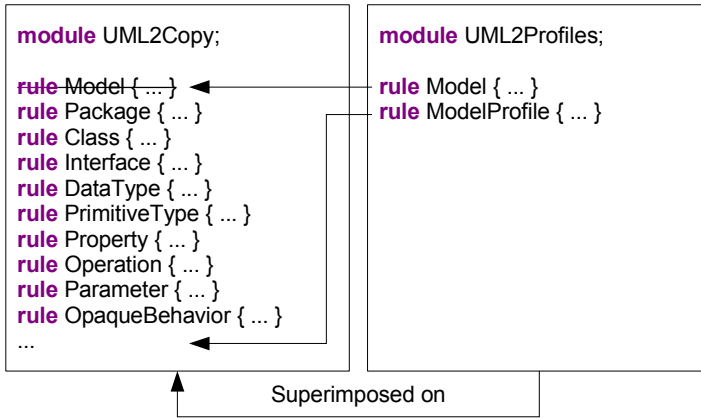 module UML2Copy;
rule Model { ... }
rule Package { ... }
rule Class { ... }
rule Interface { ... }
rule DataType { ... }
rule PrimitiveType { ... }
rule Property { ... }
rule Operation { ... }
rule Parameter { ... }
rule OpaqueBehavior { ... }
...
module UML2Profiles;
rule Model { ... }
rule ModelProfile { ... }
Superimposed on